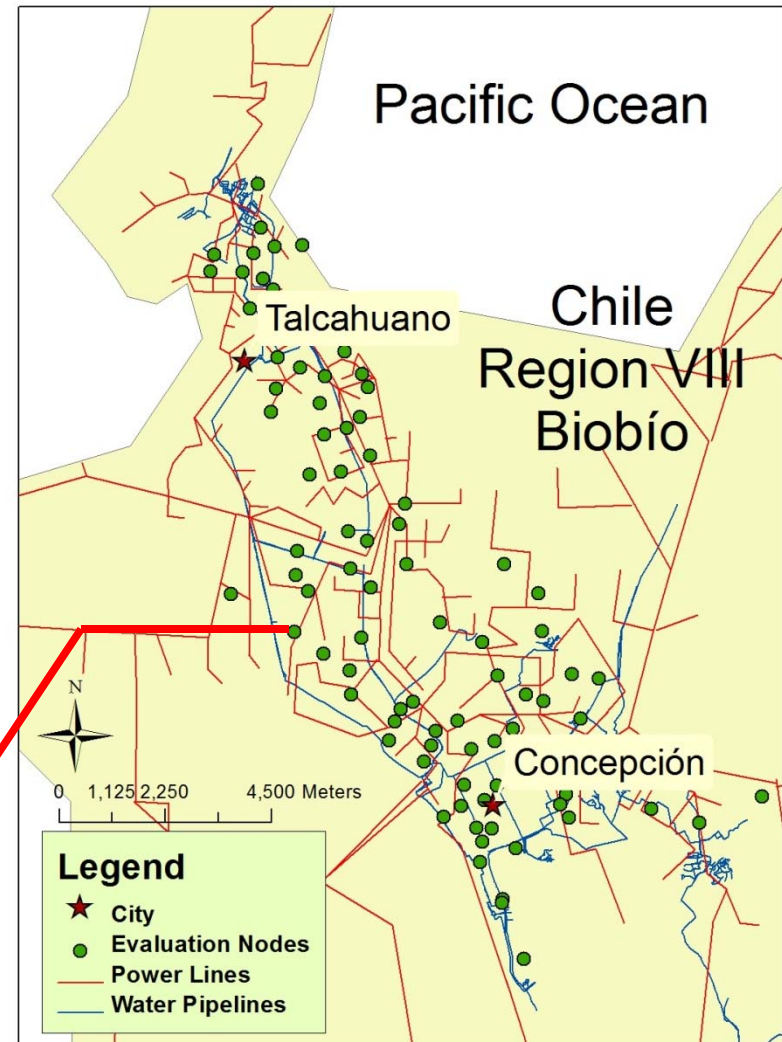 Pacific Ocean
Chile
Region VIII
Biobío
Talcahuano
Concepción
N
0 1,125 2,250 4,500 Meters
Legend
City
Evaluation Nodes
Power Lines
Water Pipelines